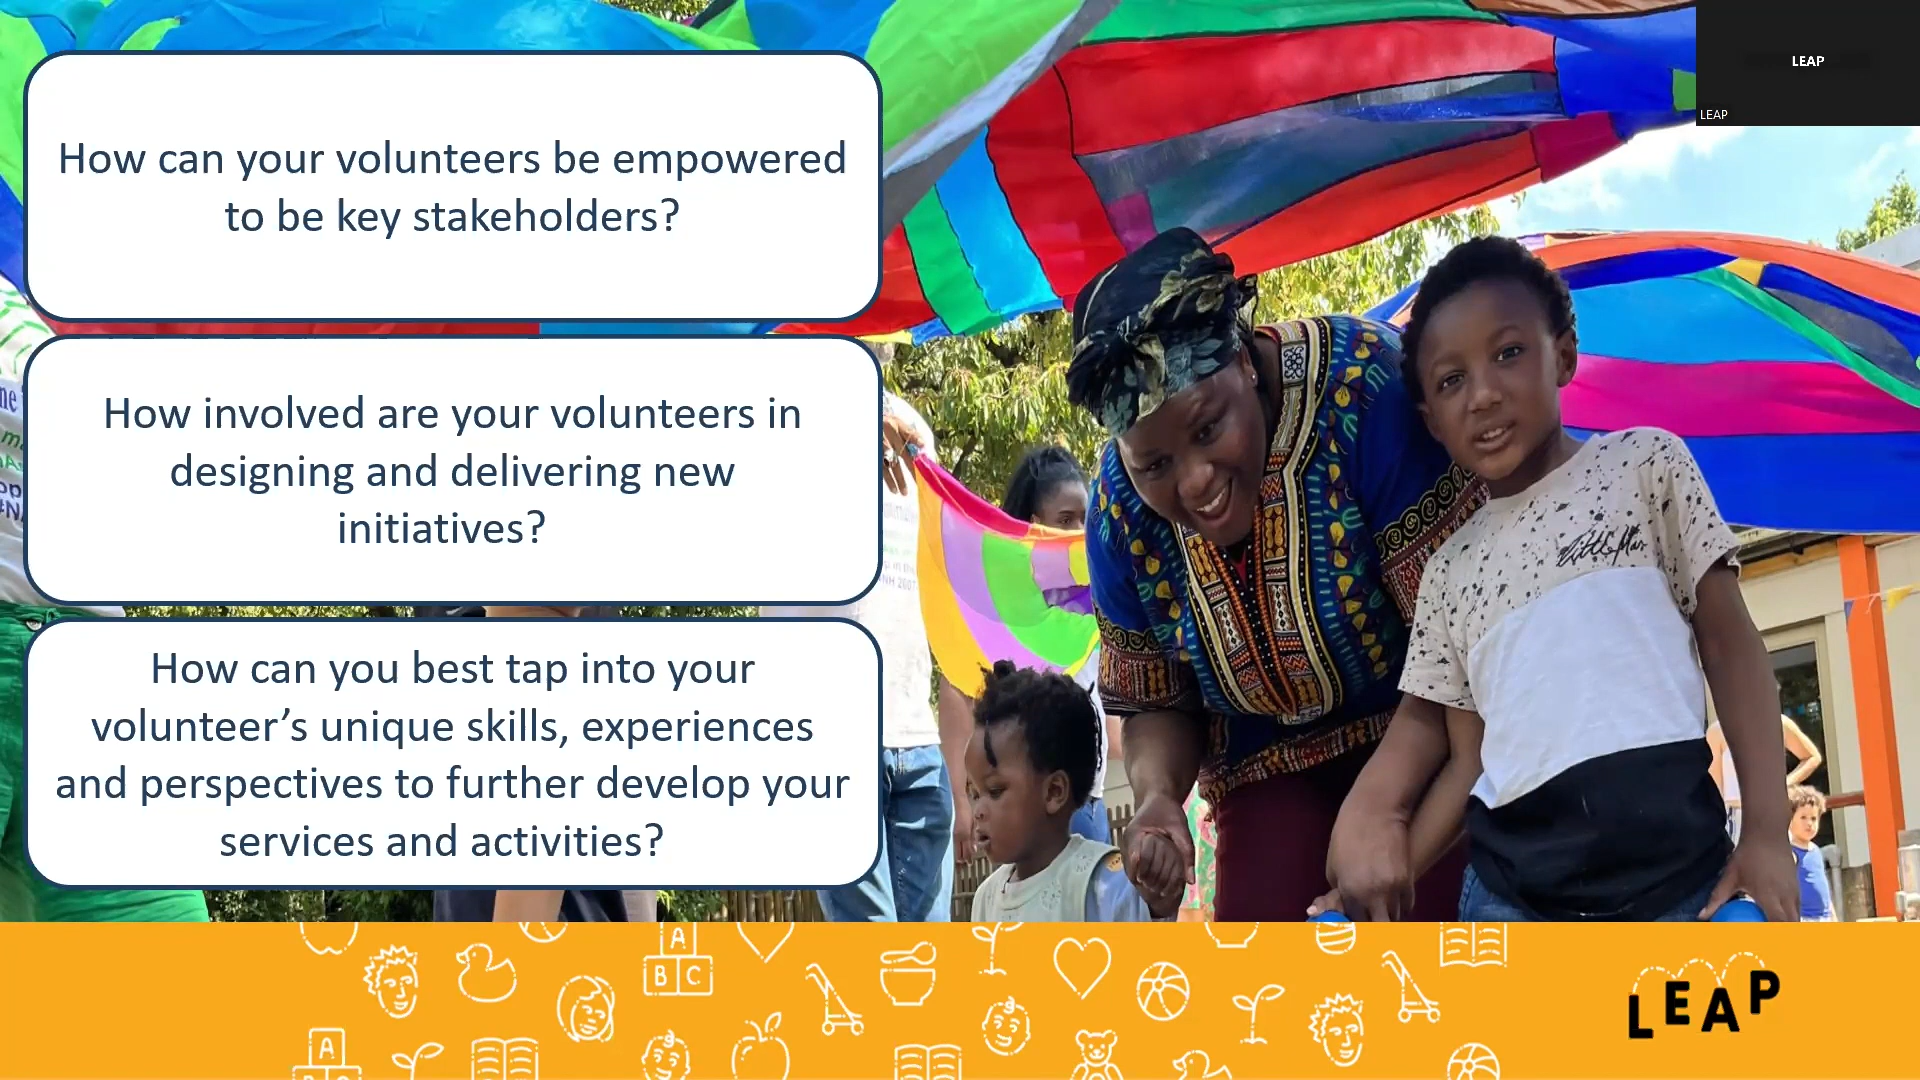 How can your volunteers be empowered
to be key stakeholders?
How involved are your volunteers in
designing and delivering new
initiatives?
How can you best tap into your
volunteer’s unique skills, experiences
and perspectives to further develop your
services and activities?
LEAP
LEAP
Little Man
A
B C
A
LEAP